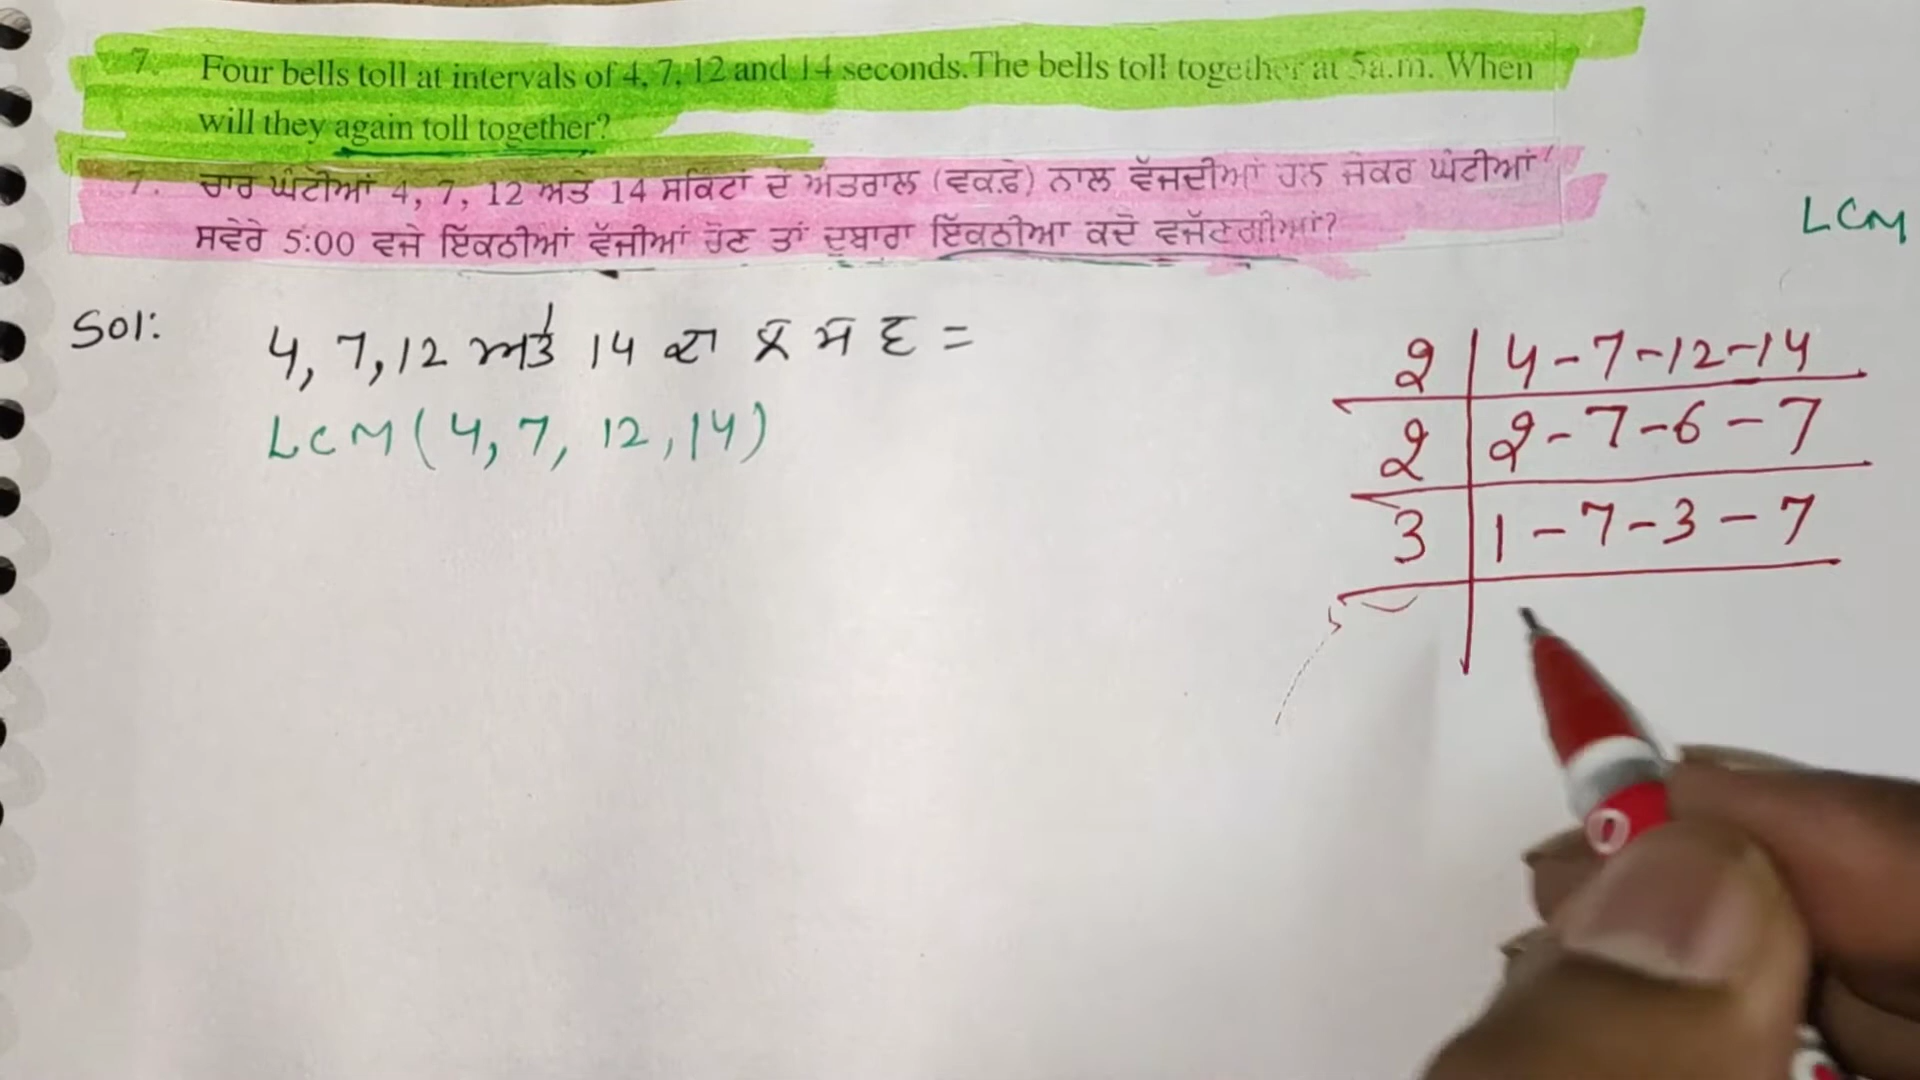 7. Four bells toll at intervals of 4, 7, 12 and 14 seconds.The bells toll together at 5a.m. When
will they again toll together?
7. ਚਾਰ ਘੰਟੀਆਂ 4, 7, 12 ਅਤੇ 14 ਸਕਿੰਟਾਂ ਦੇ ਅੰਤਰਾਲ (ਵਕਫ਼ੇ) ਨਾਲ ਵੱਜਦੀਆਂ ਹਨ ਜੇਕਰ ਘੰਟੀਆਂ
ਸਵੇਰੇ 5:00 ਵਜੇ ਇੱਕਠੀਆਂ ਵੱਜੀਆਂ ਹੋਣ ਤਾਂ ਦੁਬਾਰਾ ਇੱਕਠੀਆ ਕਦੋ ਵਜੱਣਗੀਆਂ?
LCM
Sol:
4, 7, 12 ਅਤੇ 14 ਦਾ ਲ ਸ ਵ =
LCM (4, 7, 12, 14)
2 4-7-12-14
2 2-7-6-7
3 1-7-3-7